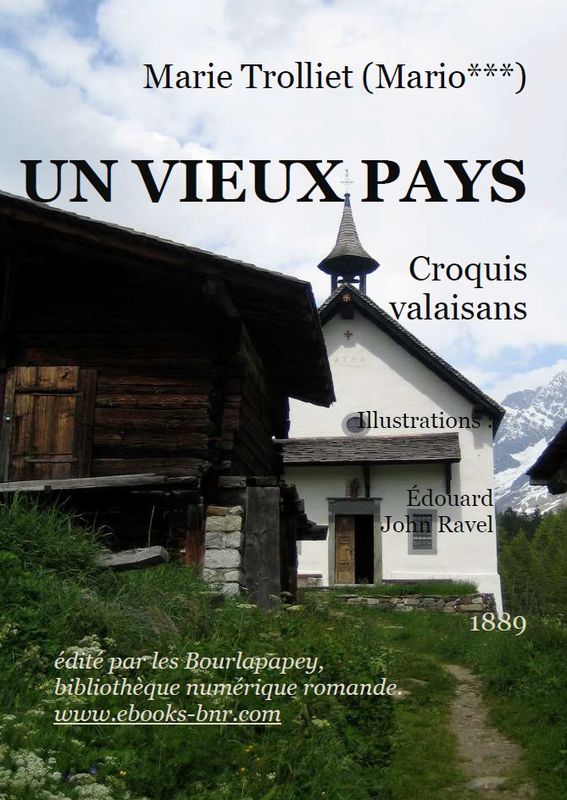 Marie Trolliet (Mario***)
UN VIEUX PAYS
Croquis
valaisans
Illustrations :
Édouard
John Ravel
1889
édité par les Bourlapapey,
bibliothèque numérique romande.
www.ebooks-bnr.com